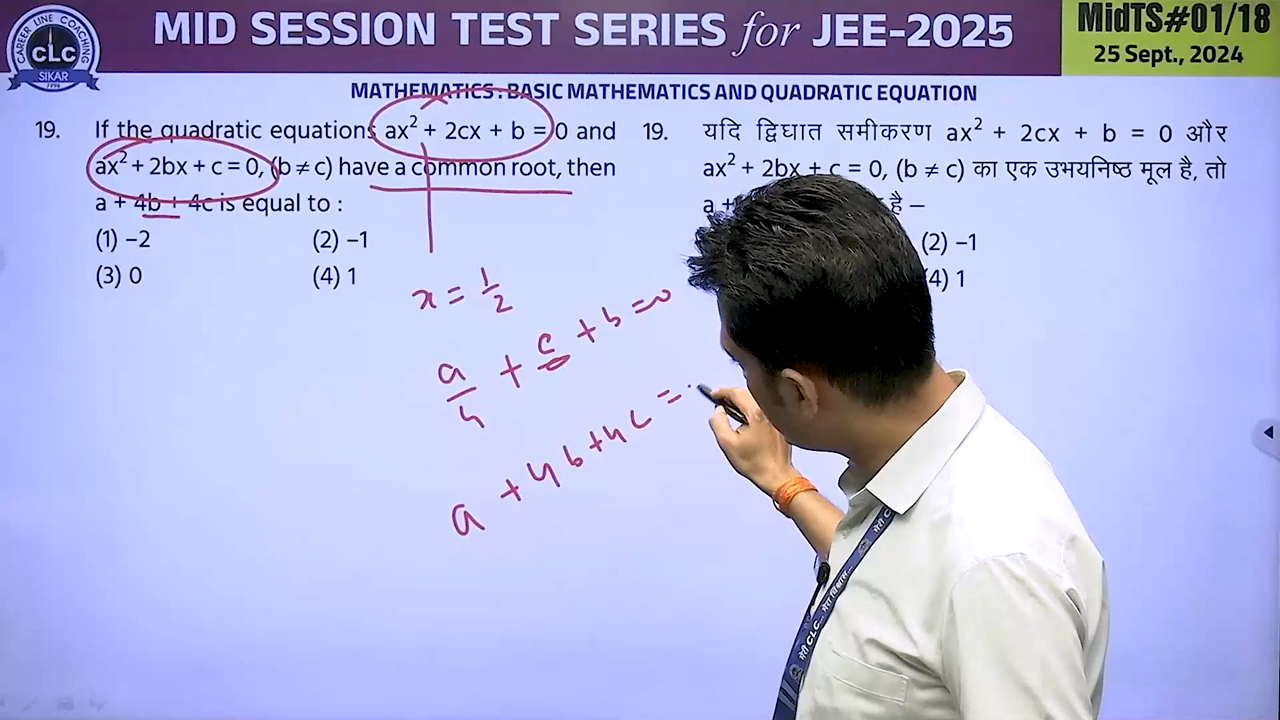 CAREER LINE COACHING
CLC
SIKAR
1996
MID SESSION TEST SERIES for JEE-2025
MidTS#01/18
25 Sept., 2024
MATHEMATICS : BASIC MATHEMATICS AND QUADRATIC EQUATION
19. If the quadratic equations ax² + 2cx + b = 0 and
ax² + 2bx + c = 0, (b ≠ c) have a common root, then
a + 4b + 4c is equal to :
(1) –2 (2) –1
(3) 0 (4) 1
19. यदि द्विघात समीकरण ax² + 2cx + b = 0 और
ax² + 2bx + c = 0, (b ≠ c) का एक उभयनिष्ठ मूल है, तो
a + है –
(2) –1
4) 1
x = 1/2
a/4 + c + b = 0
a + 4b + 4c =
मेरी CLC... मेरा विश्वास...
मेरी C